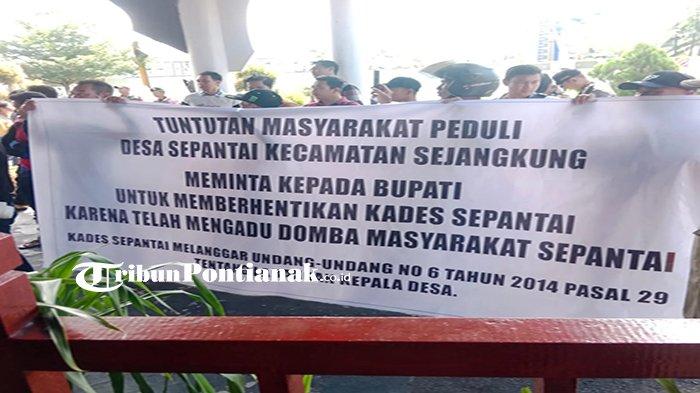 TUNTUTAN MASYARAKAT PEDULI
DESA SEPANTAI KECAMATAN SEJANGKUNG
MEMINTA KEPADA BUPATI
UNTUK MEMBERHENTIKAN KADES SEPANTAI
KARENA TELAH MENGADU DOMBA MASYARAKAT SEPANTAI
KADES SEPANTAI MELANGGAR UNDANG-UNDANG NO 6 TAHUN 2014 PASAL 29
KEPALA DESA.
TribunPontianak.co.id